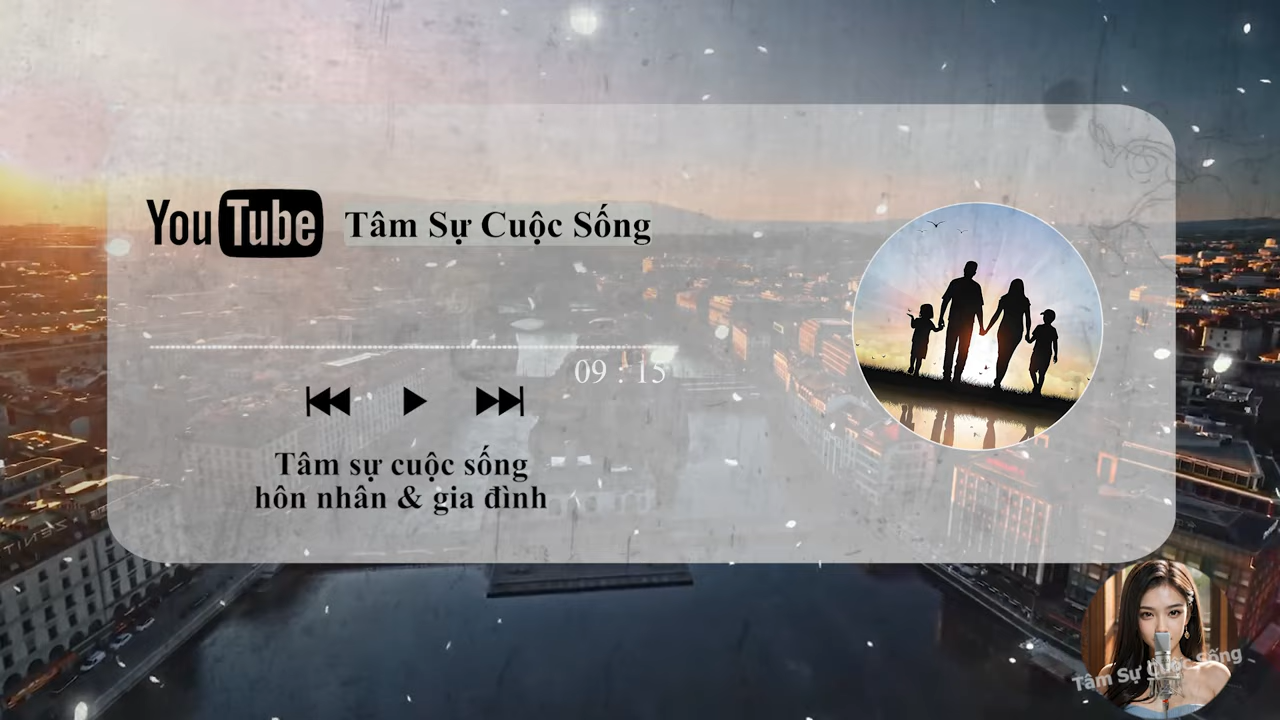 YouTube Tâm Sự Cuộc Sống
09 : 15
Tâm sự cuộc sống
hôn nhân & gia đình
Tâm Sự Cuộc Sống